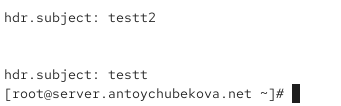 hdr.subject: testt2
hdr.subject: testt
[root@server.antoychubekova.net ~]#